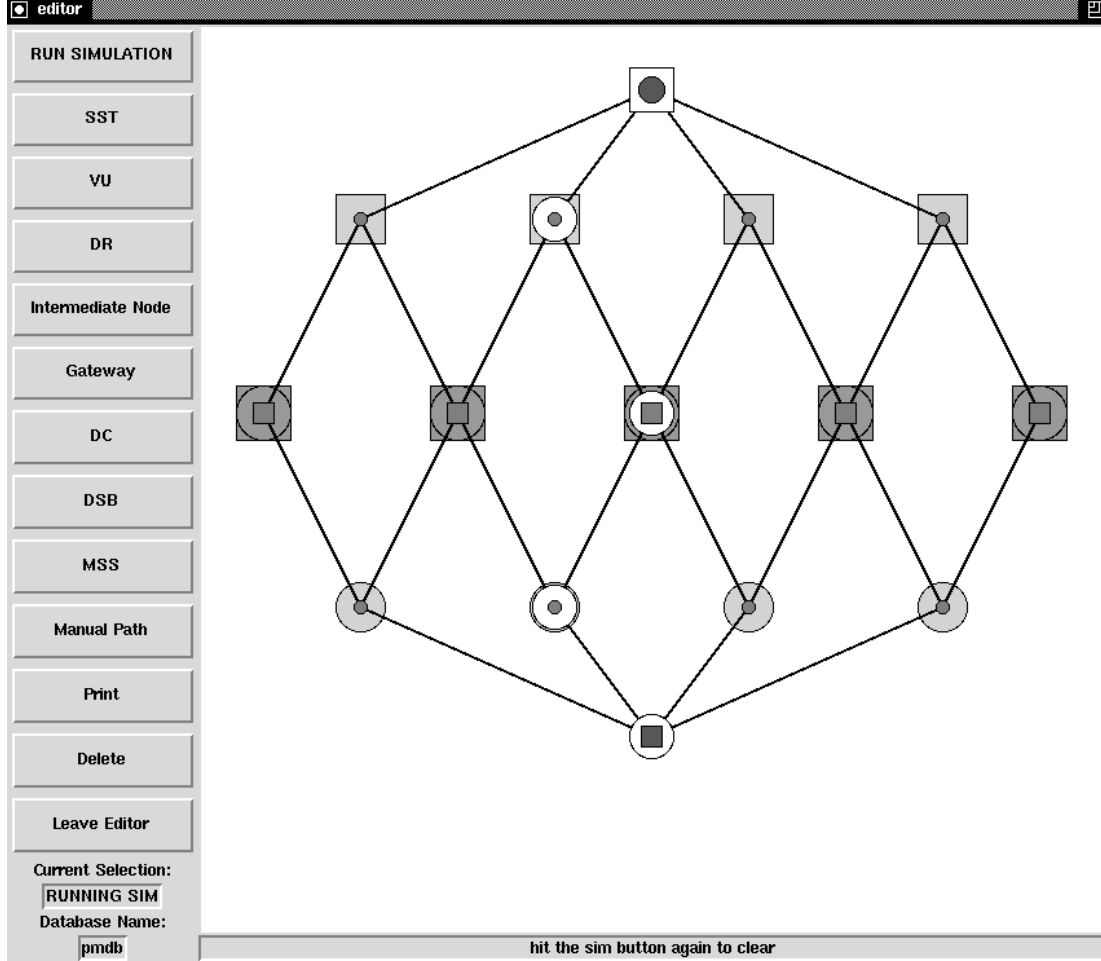 editor
RUN SIMULATION
SST
VU
DR
Intermediate Node
Gateway
DC
DSB
MSS
Manual Path
Print
Delete
Leave Editor
Current Selection:
RUNNING SIM
Database Name:
pmdb
hit the sim button again to clear